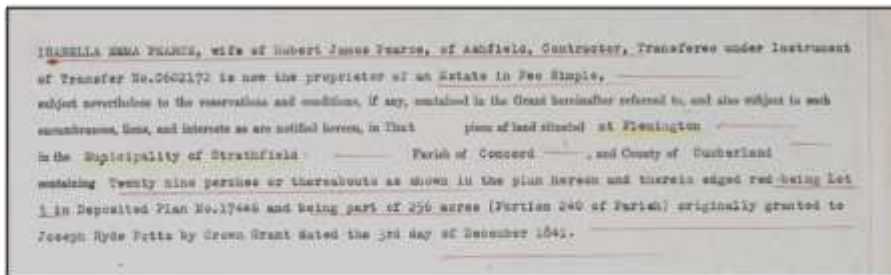 ISABELLA EMMA PEARCE, wife of Hubert James Pearce, of Ashfield, Contractor, Transferee under Instrument
of Transfer No.D602172 is now the proprietor of an Estate in Fee Simple,
subject nevertheless to the reservations and conditions, if any, contained in the Grant hereinafter referred to, and also subject to such
encumbrances, liens, and interests as are notified hereon, in That piece of land situated at Flemington
in the Municipality of Strathfield Parish of Concord , and County of Cumberland
containing Twenty nine perches or thereabouts as shown in the plan hereon and therein edged red being Lot
3 in Deposited Plan No.17446 and being part of 256 acres (Portion 240 of Parish) originally granted to
Joseph Hyde Potts by Crown Grant dated the 3rd day of December 1841.